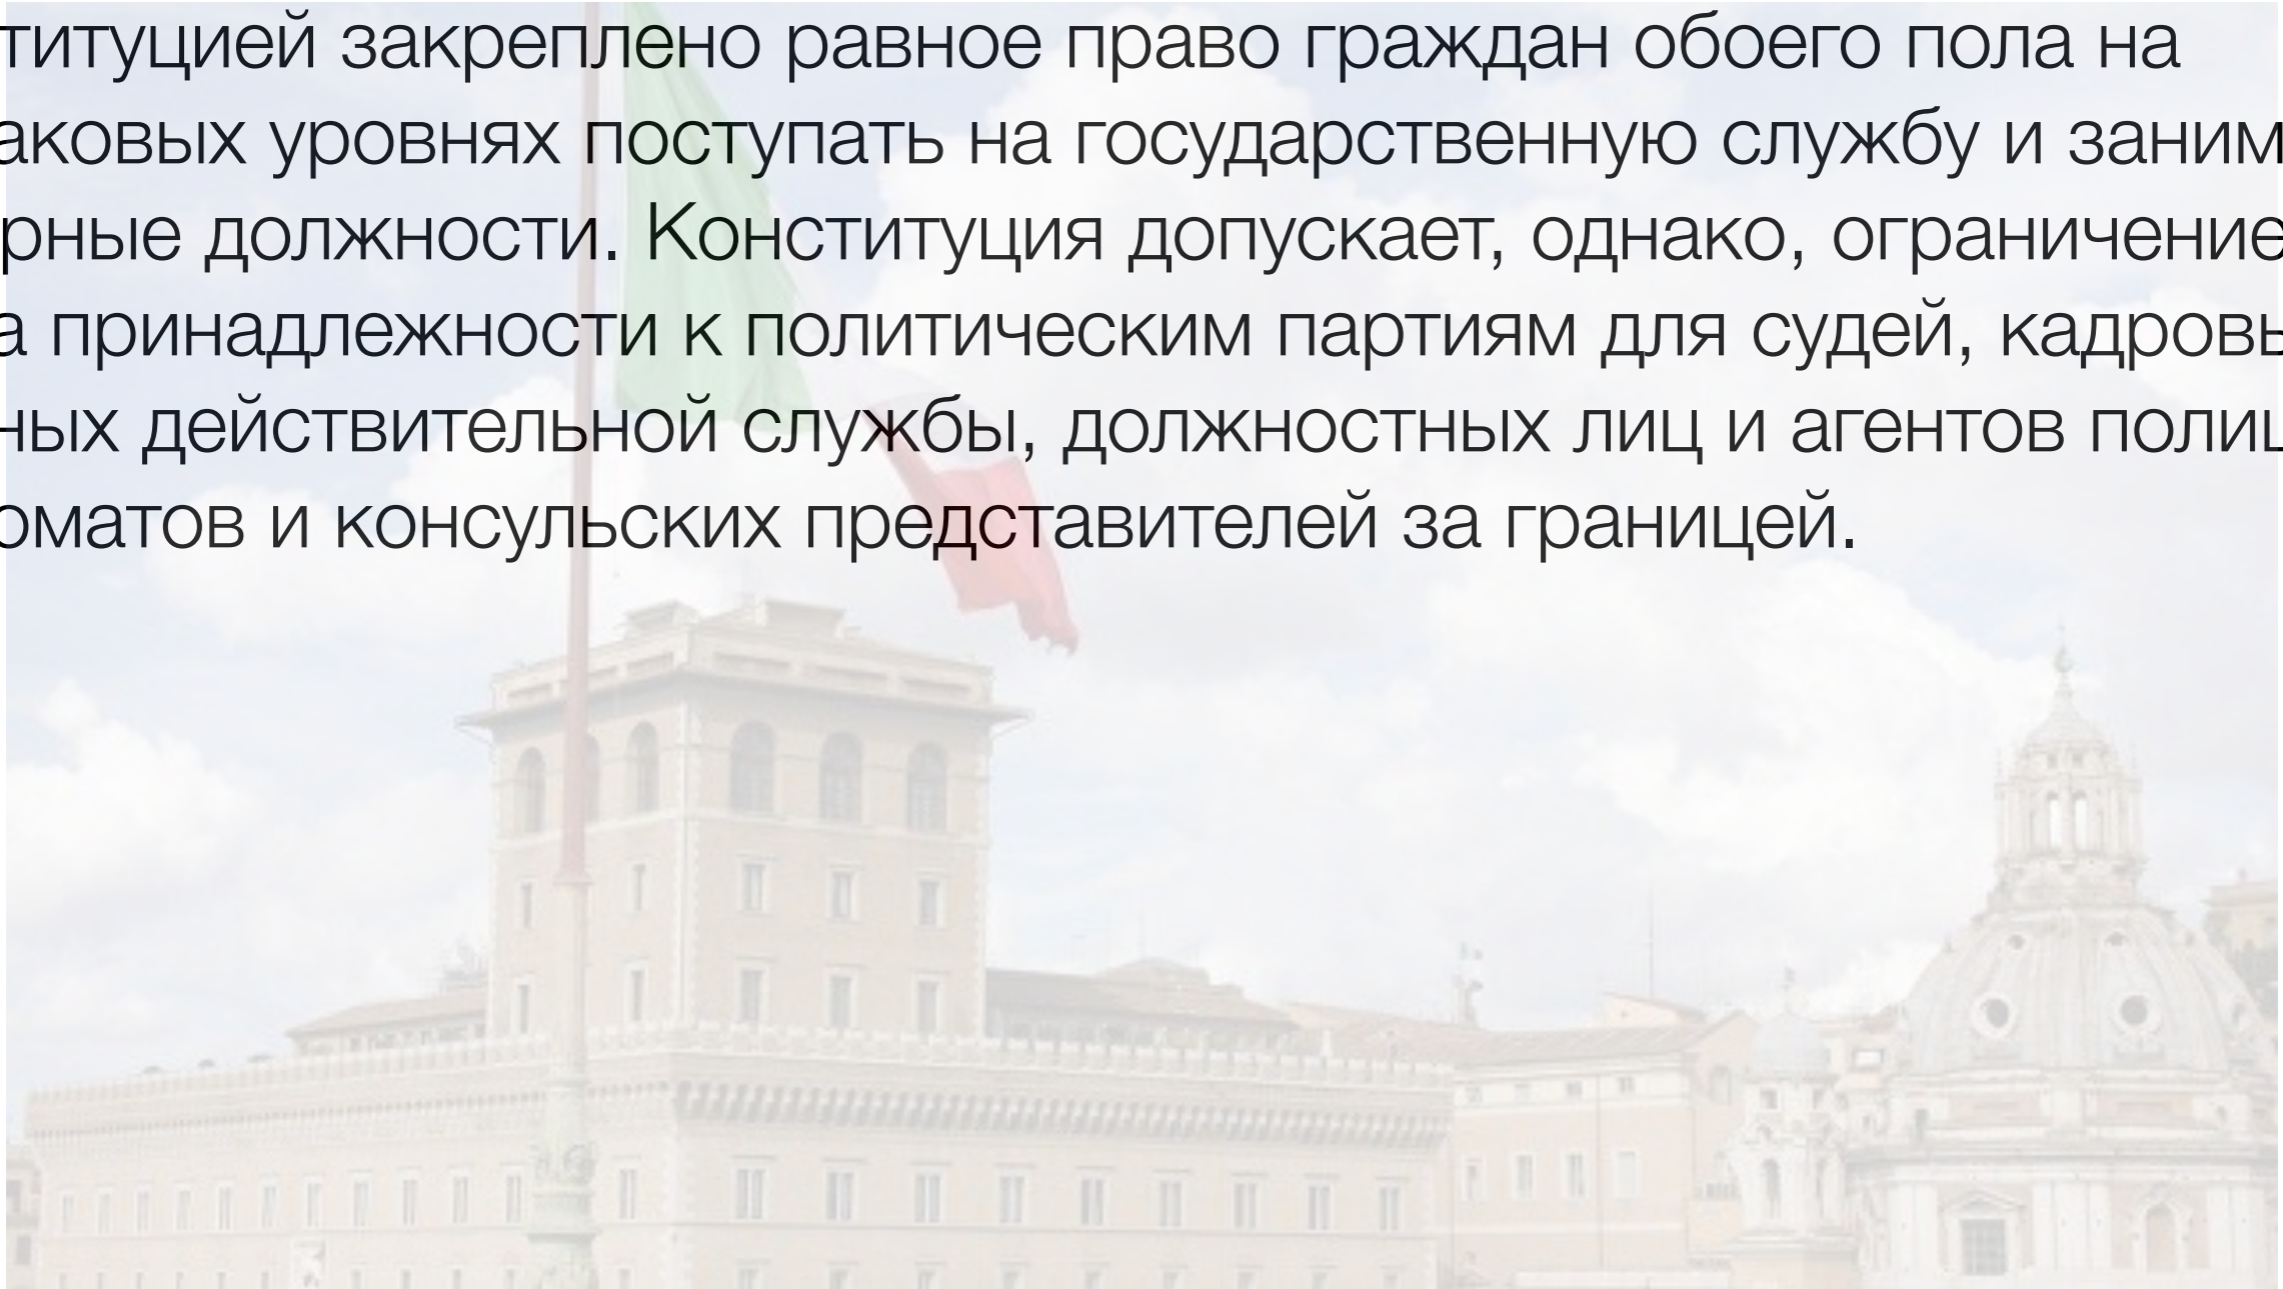 титуцией закреплено равное право граждан обоего пола на
аковых уровнях поступать на государственную службу и заним
рные должности. Конституция допускает, однако, ограничение
а принадлежности к политическим партиям для судей, кадровы
ных действительной службы, должностных лиц и агентов полиц
оматов и консульских представителей за границей.